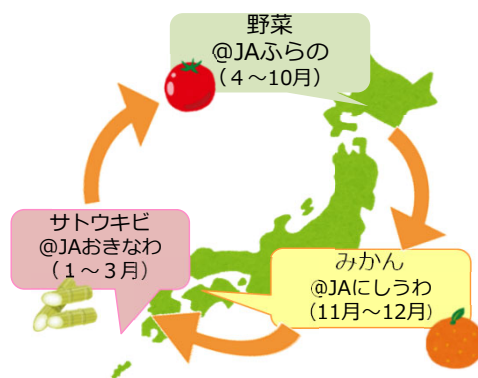 野菜
@JAふらの
（４～10月）
サトウキビ
@JAおきなわ
（１～３月）
みかん
@JAにしうわ
（11月～12月）